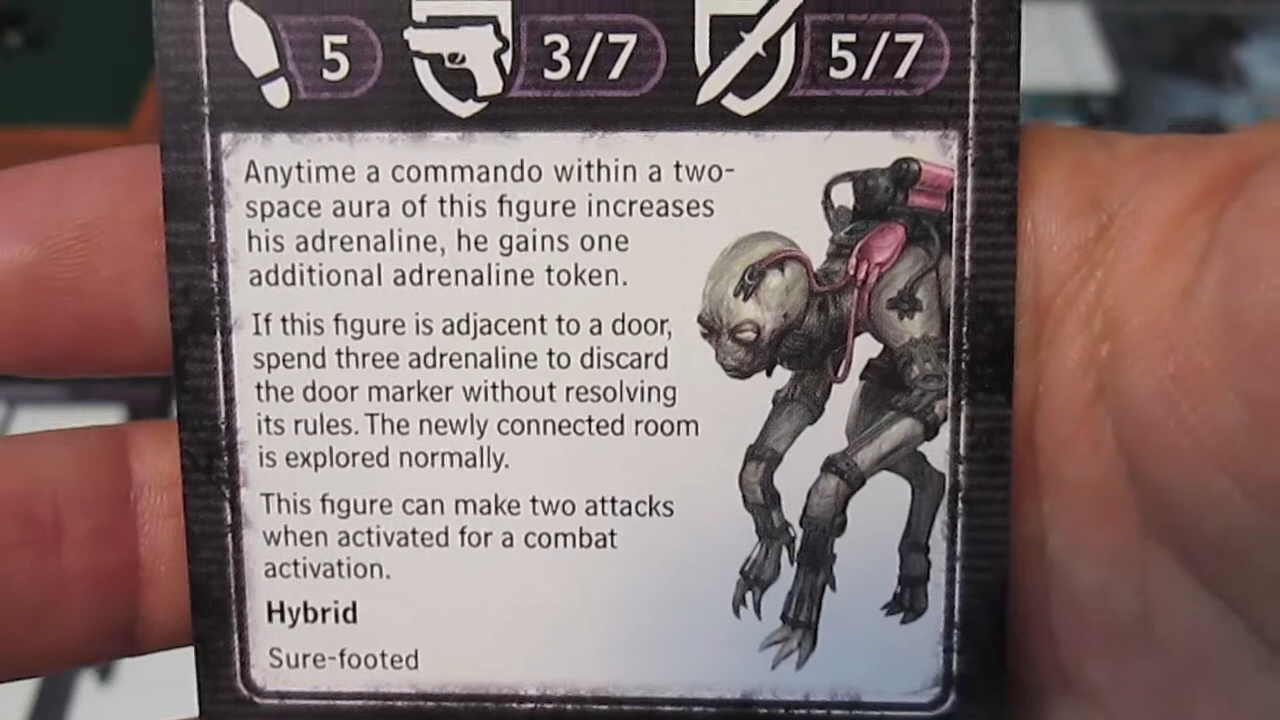 5 3/7 5/7
Anytime a commando within a two-
space aura of this figure increases
his adrenaline, he gains one
additional adrenaline token.
If this figure is adjacent to a door,
spend three adrenaline to discard
the door marker without resolving
its rules. The newly connected room
is explored normally.
This figure can make two attacks
when activated for a combat
activation.
Hybrid
Sure-footed